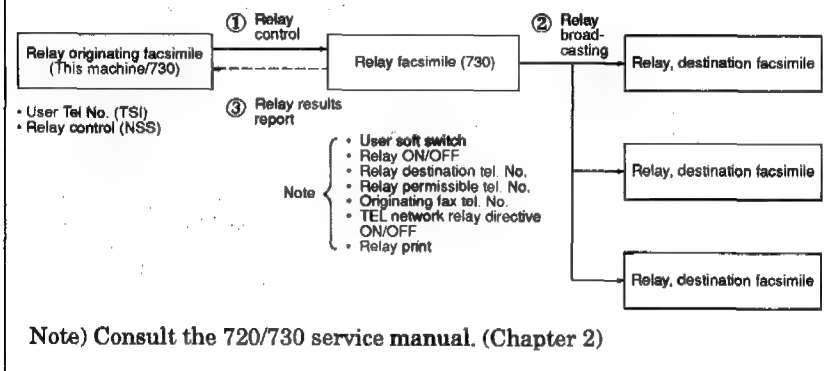 ① Relay
control
② Relay
broad-
casting
Relay originating facsimile
(This machine/730)
Relay facsimile (730)
Relay, destination facsimile
③ Relay results
report
• User Tel No. (TSI)
• Relay control (NSS)
Note
• User soft switch
• Relay ON/OFF
• Relay destination tel. No.
• Relay permissible tel. No.
• Originating fax tel. No.
• TEL network relay directive
ON/OFF
• Relay print
Relay, destination facsimile
Relay, destination facsimile
Note) Consult the 720/730 service manual. (Chapter 2)